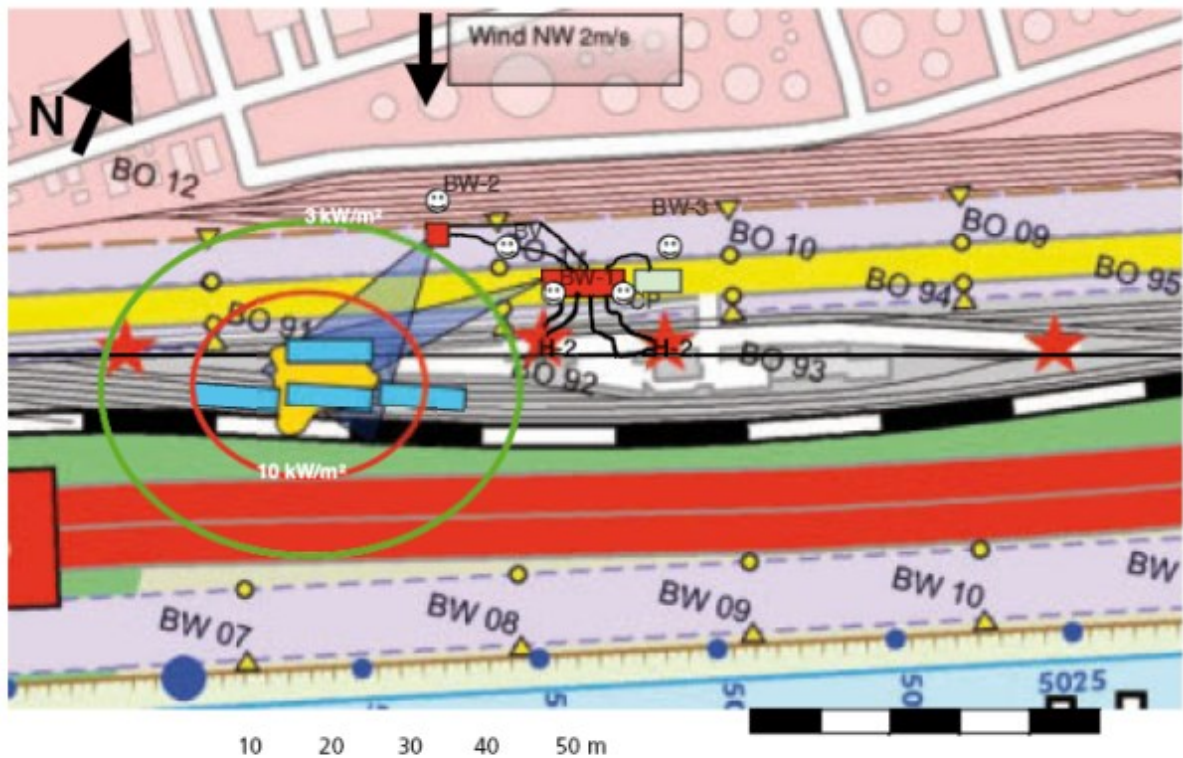 Wind NW 2m/s
N
BO 12
BW-2
3 kW/m²
BW-3
BO 10
BO 09
BW-1
BO 94
BO 95
CP
BO 91
H-2
H-2
BO 92
BO 93
10 kW/m²
BW 07
BW 08
BW 09
BW 10
BW
5025
10 20 30 40 50 m